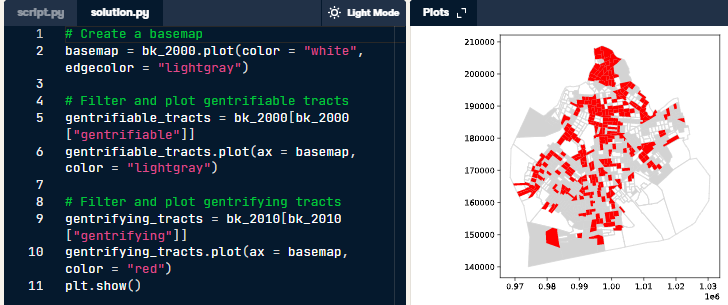 script.py solution.py Light Mode Plots
1 # Create a basemap
2 basemap = bk_2000.plot(color = "white",
edgecolor = "lightgray")
3
4 # Filter and plot gentrifiable tracts
5 gentrifiable_tracts = bk_2000[bk_2000
["gentrifiable"]]
6 gentrifiable_tracts.plot(ax = basemap,
color = "lightgray")
7
8 # Filter and plot gentrifying tracts
9 gentrifying_tracts = bk_2010[bk_2010
["gentrifying"]]
10 gentrifying_tracts.plot(ax = basemap,
color = "red")
11 plt.show()
210000
200000
190000
180000
170000
160000
150000
140000
0.97 0.98 0.99 1.00 1.01 1.02 1.03
1e6